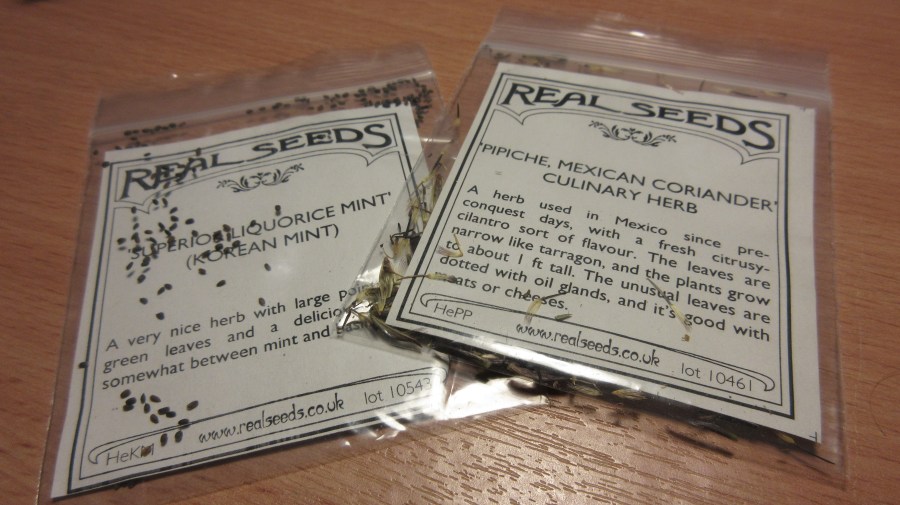 REAL SEEDS
'SUPERIOR LIQUORICE MINT'
(KOREAN MINT)
A very nice herb with large
green leaves and a
somewhat between mint and
HeKM
www.realseeds.co.uk
lot 10543
REAL SEEDS
'PIPICHE, MEXICAN CORIANDER'
CULINARY HERB
A herb used in Mexico since pre-
conquest days, with a fresh citrusy-
cilantro sort of flavour. The leaves are
narrow like tarragon, and the plants grow
to about 1 ft tall. The unusual leaves are
dotted with oil glands, and it's good with
meats or cheeses.
HePP
www.realseeds.co.uk
lot 10461